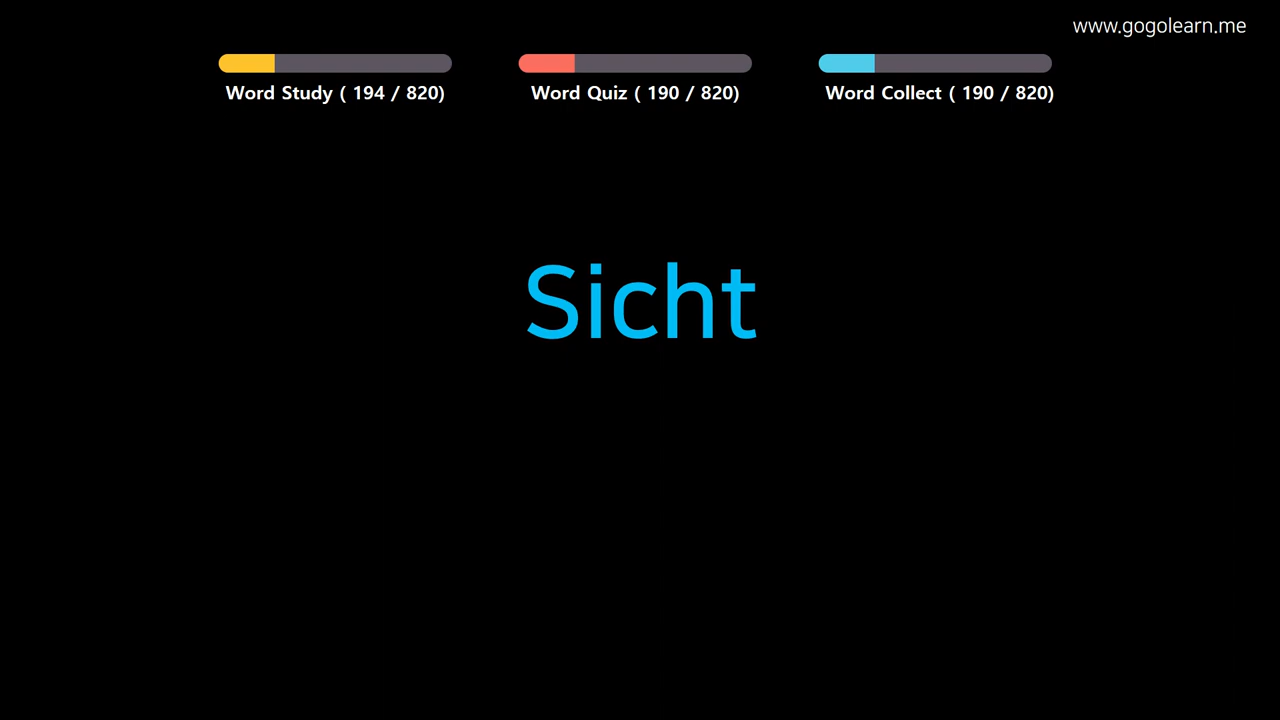 www.gogolearn.me
Word Study ( 194 / 820)
Word Quiz ( 190 / 820)
Word Collect ( 190 / 820)
Sicht